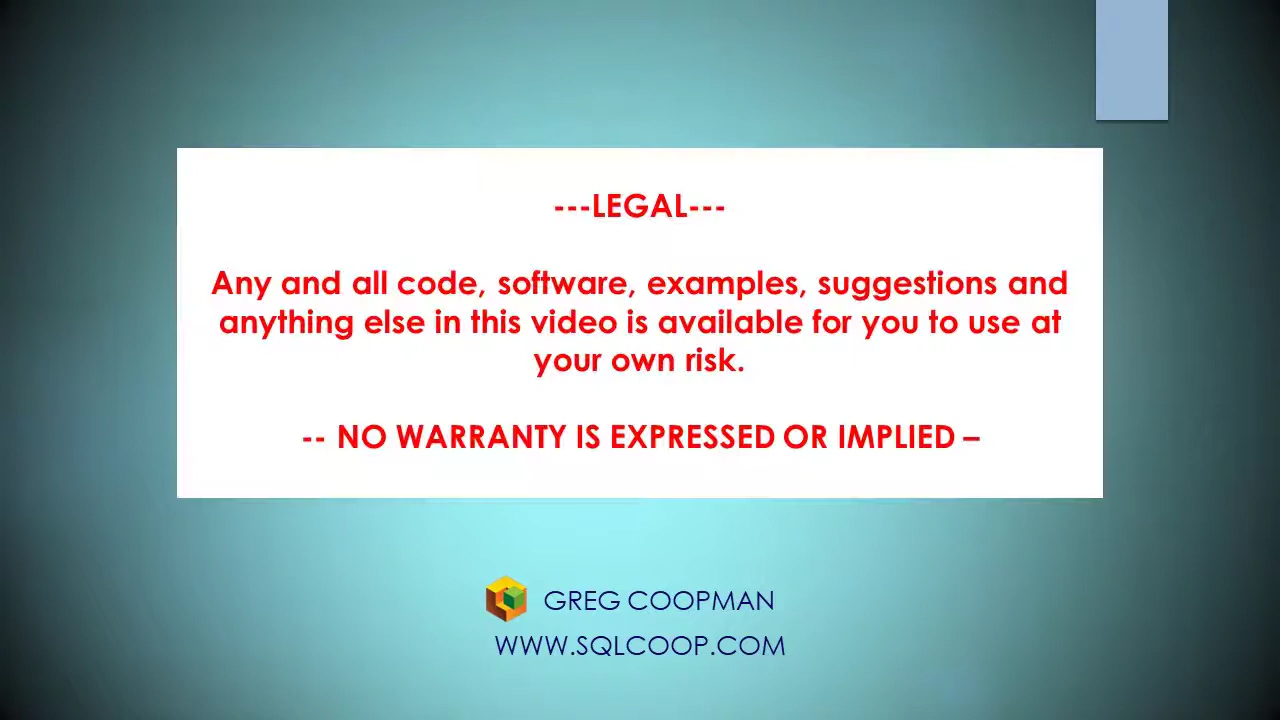 ---LEGAL---
Any and all code, software, examples, suggestions and
anything else in this video is available for you to use at
your own risk.
-- NO WARRANTY IS EXPRESSED OR IMPLIED –
GREG COOPMAN
WWW.SQLCOOP.COM